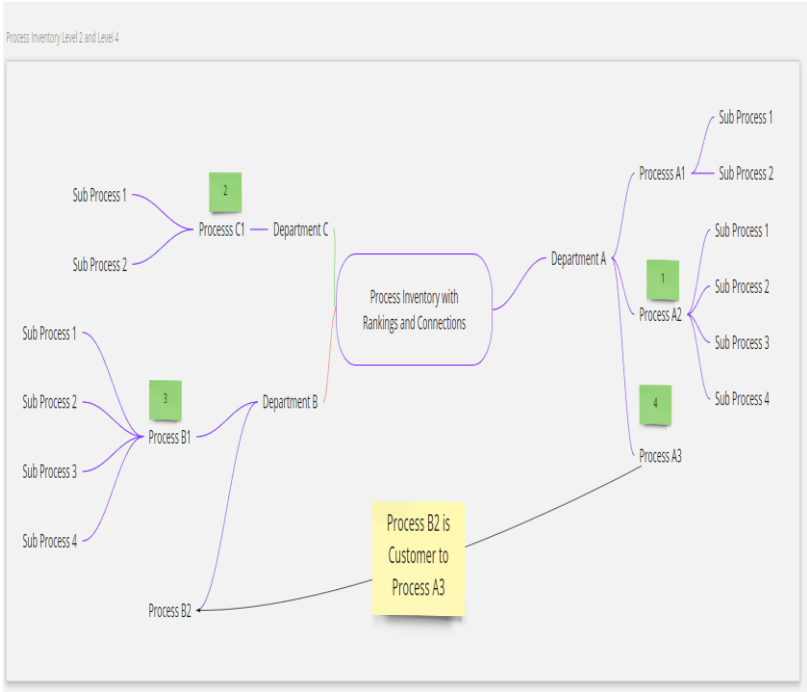 Process Inventory Level 2 and Level 4
Sub Process 1
Processs A1
Sub Process 2
2
Sub Process 1
Processs C1
Department C
Sub Process 2
Sub Process 1
Department A
1
Sub Process 2
Process A2
Sub Process 3
Sub Process 4
Process Inventory with
Rankings and Connections
Sub Process 1
3
Sub Process 2
Department B
Process B1
Sub Process 3
Sub Process 4
4
Process A3
Process B2 is
Customer to
Process A3
Process B2